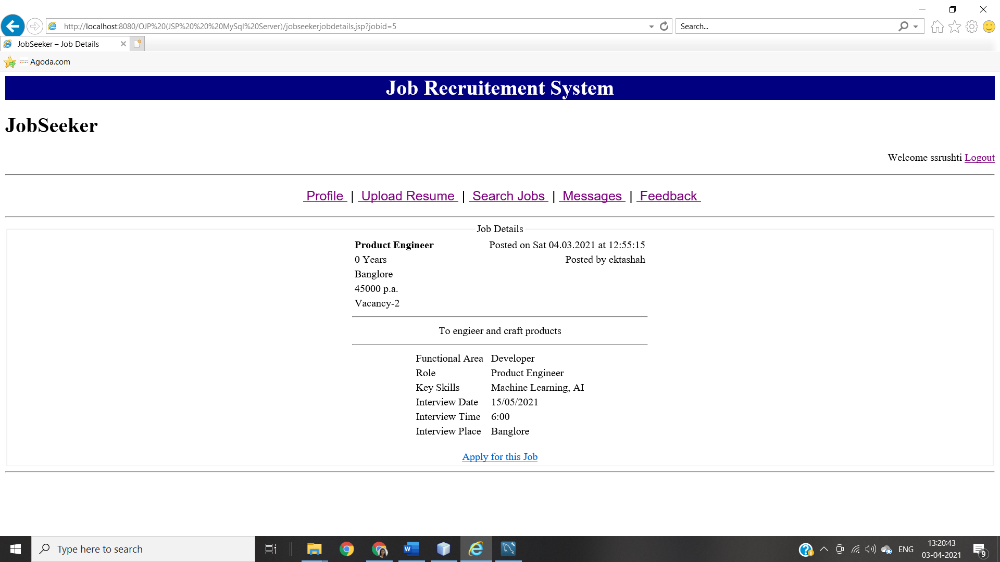 http://localhost:8080/OJP%20(JSP%20%20%20MySql%20Server)/jobseekerjobdetails.jsp?jobid=5
Search...
JobSeeker – Job Details
Agoda.com
Job Recruitement System
JobSeeker
Welcome ssrushti Logout
Profile | Upload Resume | Search Jobs | Messages | Feedback
Job Details
Product Engineer Posted on Sat 04.03.2021 at 12:55:15
0 Years Posted by ektashah
Banglore
45000 p.a.
Vacancy-2
To engieer and craft products
Functional Area Developer
Role Product Engineer
Key Skills Machine Learning, AI
Interview Date 15/05/2021
Interview Time 6:00
Interview Place Banglore
Apply for this Job
Type here to search
ENG
13:20:43
03-04-2021
9